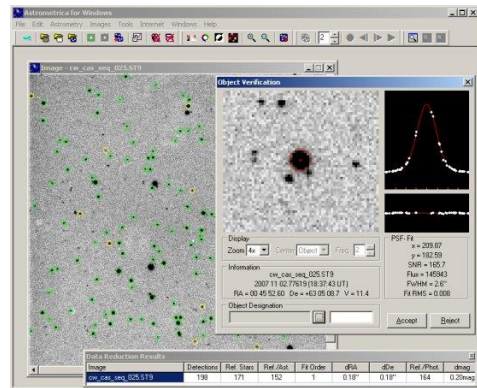 Astrometrica for Windows
File Edit Astrometry Images Tools Internet Windows Help
2
Image - cw_cas_seq_023.ST9
Object Verification
Display
Zoom 4x Center Object Freq. 2
Information
cw_cas_seq_025.ST9
2007 11 02.77619 (18:37:43 UT)
RA = 00 45 52.60 De = +63 05 08.7 V = 11.4
Object Designation
...
PSF-Fit
x = 209.87
y = 192.59
SNR = 165.7
Flux = 145943
FWHM = 2.6"
Fit RMS = 0.008
Accept Reject
Data Reduction Results
Image Detections Ref. Stars Ref./Ast. Fit Order dRA dDe Ref./Phot. dmag
cw_cas_seq_025.ST9 198 171 152 1 0.18" 0.18" 164 0.20mag